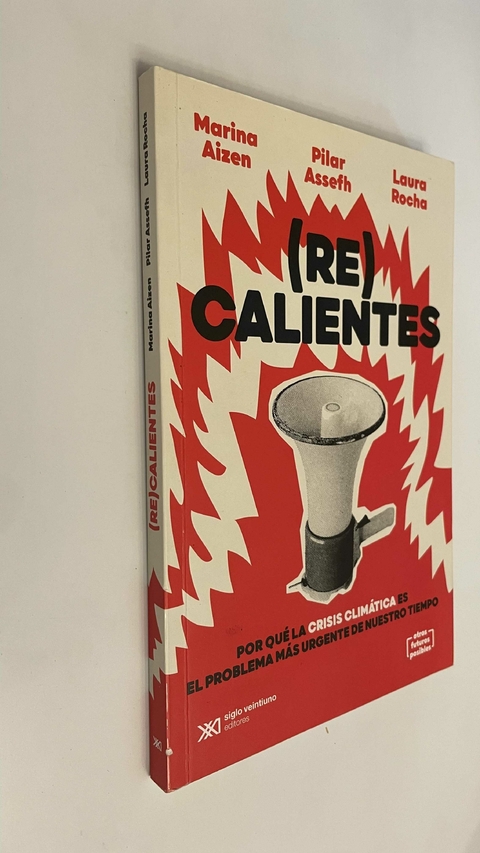 Marina
Aizen
Pilar
Assefh
Laura
Rocha
(RE)
CALIENTES
POR QUÉ LA CRISIS CLIMÁTICA ES
EL PROBLEMA MÁS URGENTE DE NUESTRO TIEMPO
otros
futuros
posibles
siglo veintiuno
editores
Marina Aizen Pilar Assefh Laura Rocha
(RE)CALIENTES